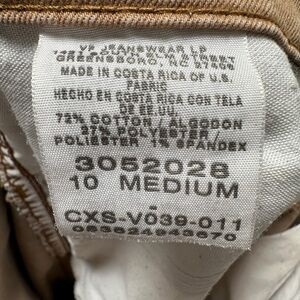 VF JEANSWEAR LP
GREENSBORO, NC 27408
MADE IN COSTA RICA OF U.S.
FABRIC
HECHO EN COSTA RICA CON TELA
DE EE.UU
72% COTTON / ALGODON
27% POLYESTER /
POLIESTER 1% SPANDEX
3052028
10 MEDIUM
CXS-V039-011